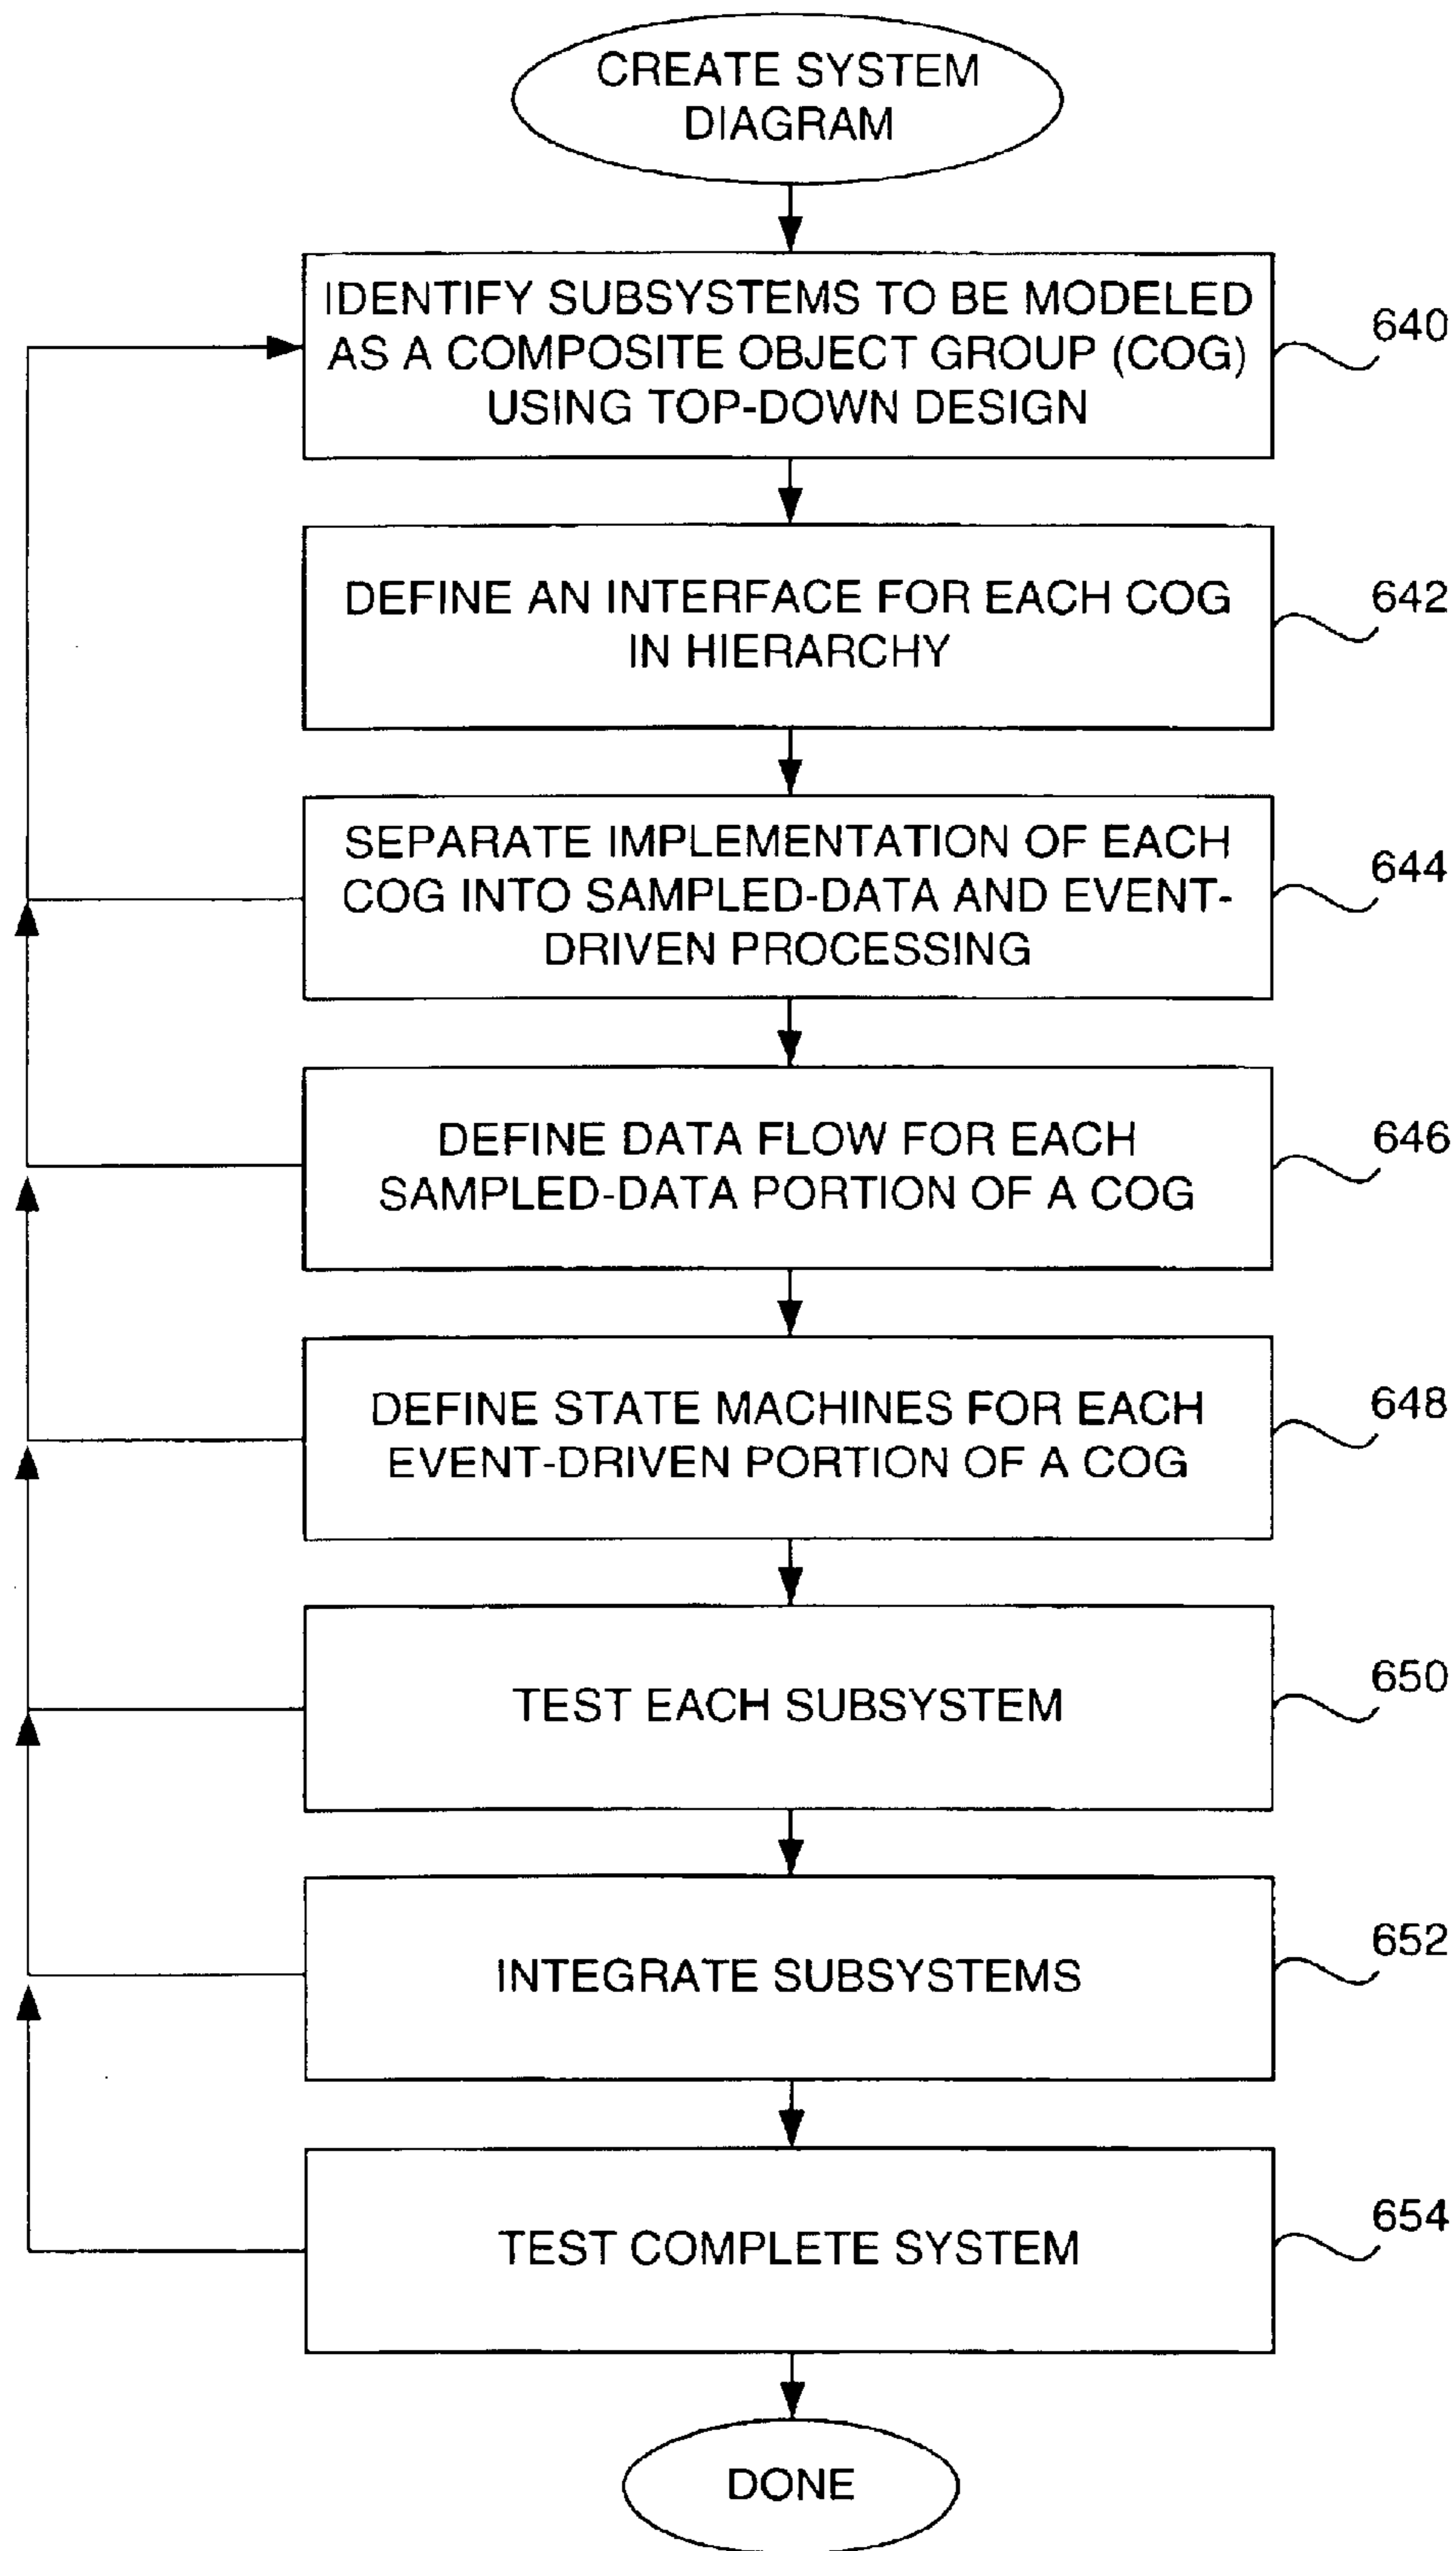 CREATE SYSTEM
DIAGRAM
IDENTIFY SUBSYSTEMS TO BE MODELED
AS A COMPOSITE OBJECT GROUP (COG)
USING TOP-DOWN DESIGN
640
DEFINE AN INTERFACE FOR EACH COG
IN HIERARCHY
642
SEPARATE IMPLEMENTATION OF EACH
COG INTO SAMPLED-DATA AND EVENT-
DRIVEN PROCESSING
644
DEFINE DATA FLOW FOR EACH
SAMPLED-DATA PORTION OF A COG
646
DEFINE STATE MACHINES FOR EACH
EVENT-DRIVEN PORTION OF A COG
648
TEST EACH SUBSYSTEM
650
INTEGRATE SUBSYSTEMS
652
TEST COMPLETE SYSTEM
654
DONE